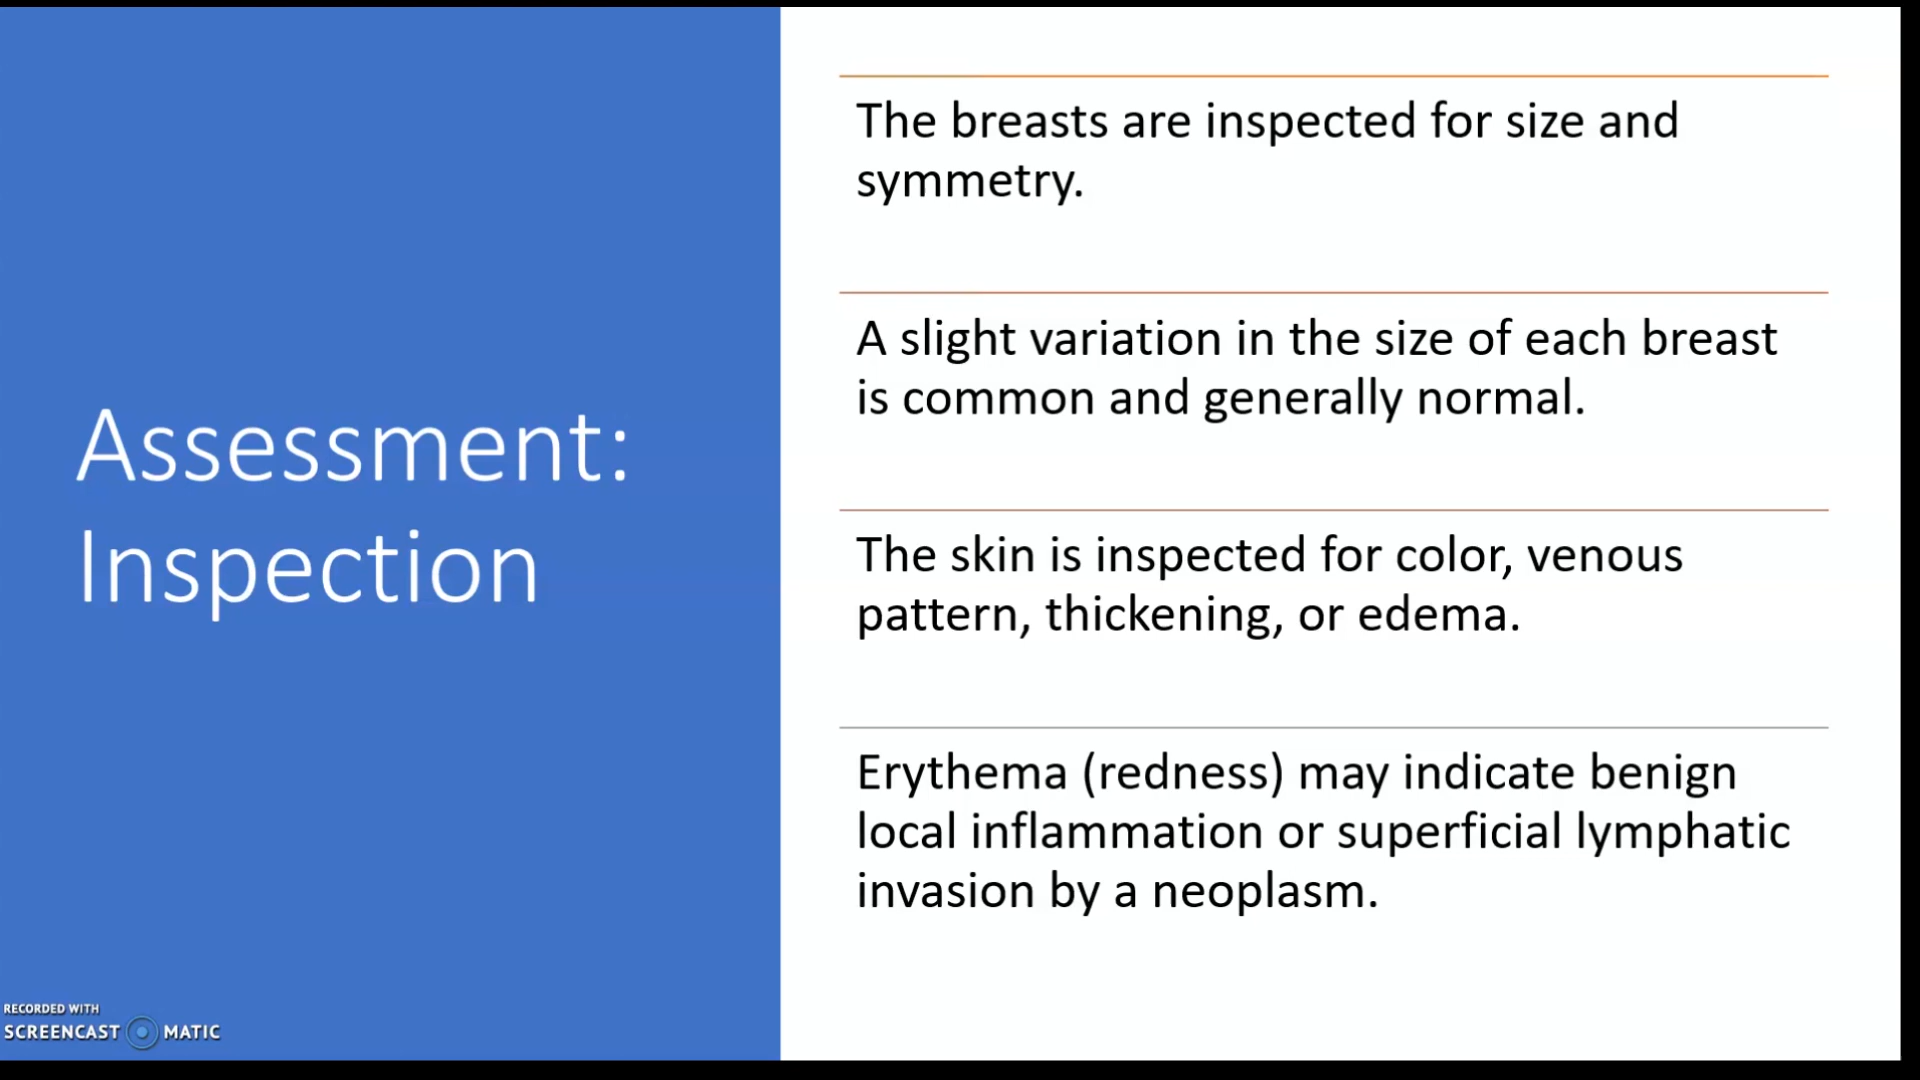 Assessment:
Inspection
The breasts are inspected for size and
symmetry.
A slight variation in the size of each breast
is common and generally normal.
The skin is inspected for color, venous
pattern, thickening, or edema.
Erythema (redness) may indicate benign
local inflammation or superficial lymphatic
invasion by a neoplasm.
RECORDED WITH
SCREENCAST MATIC